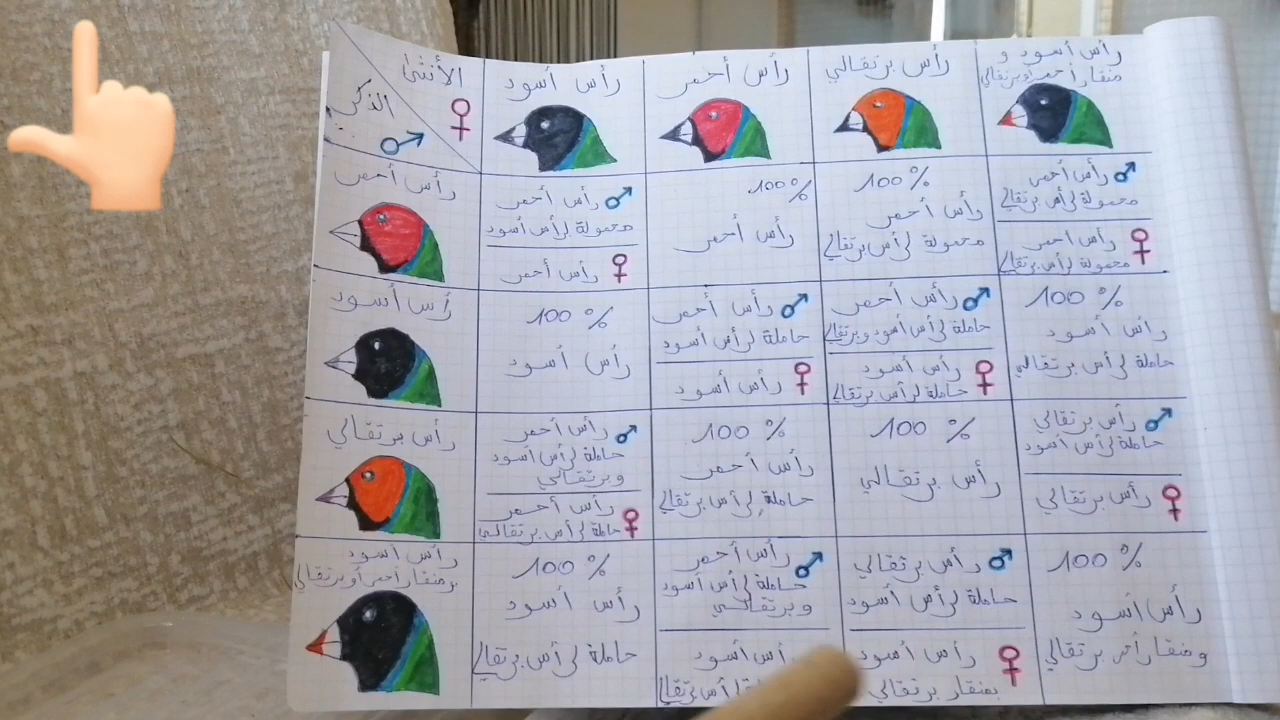 الأنثى
الذكر
رأس أسود
رأس أحمر
رأس برتقالي
رأس أسود و
منقار أحمر أو برتقالي
رأس أحمر
رأس أحمر
محمولة لرأس أسود
رأس أحمر
100%
رأس أحمر
100%
رأس أحمر
محمولة لرأس برتقالي
رأس أحمر
محمولة لرأس برتقالي
رأس احمر
محمولة لرأس برتقالي
رأس أسود
100%
رأس أسود
رأس أحمر
حاملة لرأس أسود
رأس أسود
رأس أحمر
حاملة لرأس أسود وبرتقالي
رأس أسود
حاملة لرأس برتقالي
100%
رأس أسود
حاملة لرأس برتقالي
رأس برتقالي
رأس أحمر
حاملة لرأس أسود
وبرتقالي
رأس أحمر
حاملة لرأس برتقالي
100%
رأس أحمر
حاملة لرأس برتقالي
100%
رأس برتقالي
رأس برتقالي
حاملة لرأس أسود
رأس برتقالي
رأس أسود
ومنقار أحمر أو برتقالي
100%
رأس أسود
حاملة لرأس برتقالي
رأس أحمر
حاملة لرأس أسود
وبرتقالي
رأس أسود
لرأس برتقالي
رأس برتقالي
حاملة لرأس أسود
رأس أسود
بمنقار برتقالي
100%
رأس أسود
ومنقار أحمر برتقالي